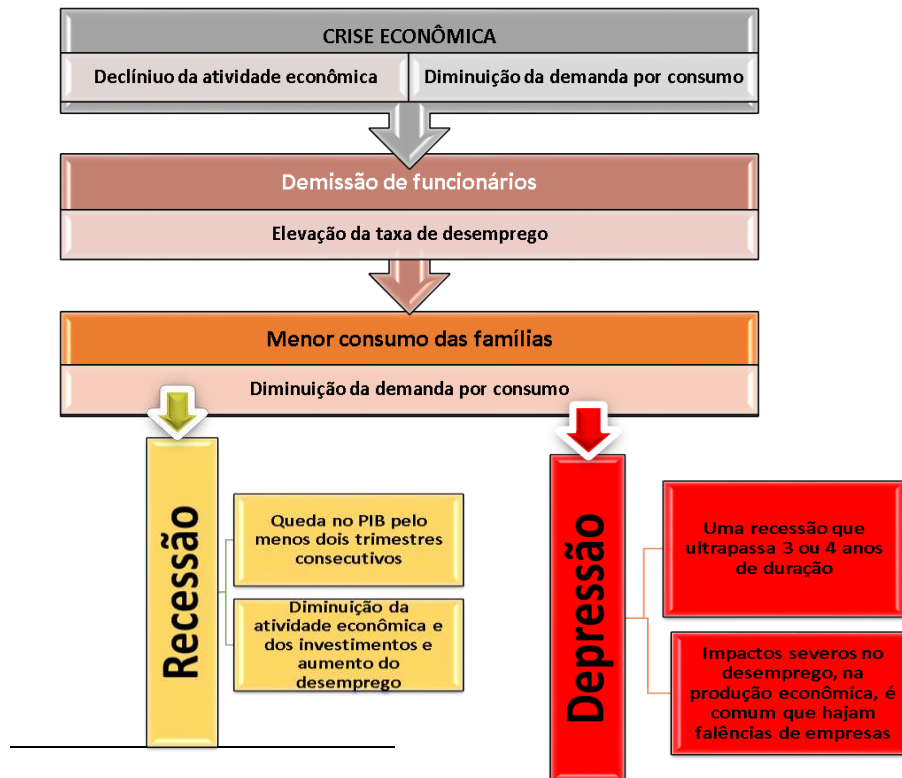 CRISE ECONÔMICA
Declíniuo da atividade econômica
Diminuição da demanda por consumo
Demissão de funcionários
Elevação da taxa de desemprego
Menor consumo das famílias
Diminuição da demanda por consumo
Recessão
Queda no PIB pelo
menos dois trimestres
consecutivos
Diminuição da
atividade econômica e
dos investimentos e
aumento do
desemprego
Depressão
Uma recessão que
ultrapassa 3 ou 4 anos
de duração
Impactos severos no
desemprego, na
produção econômica, é
comum que hajam
falências de empresas